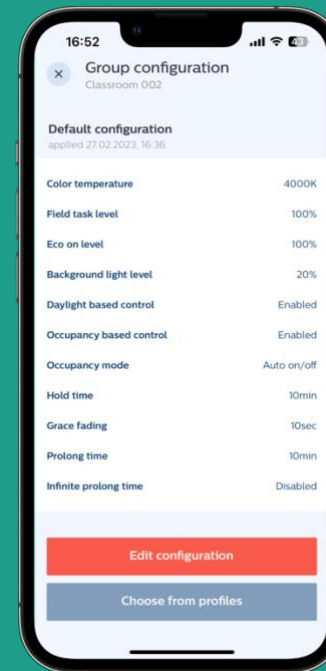 16:52
43
×
Group configuration
Classroom 002
Default configuration
applied 27.02.2023, 16:36
Color temperature 4000K
Field task level 100%
Eco on level 100%
Background light level 20%
Daylight based control Enabled
Occupancy based control Enabled
Occupancy mode Auto on/off
Hold time 10min
Grace fading 10sec
Prolong time 10min
Infinite prolong time Disabled
Edit configuration
Choose from profiles